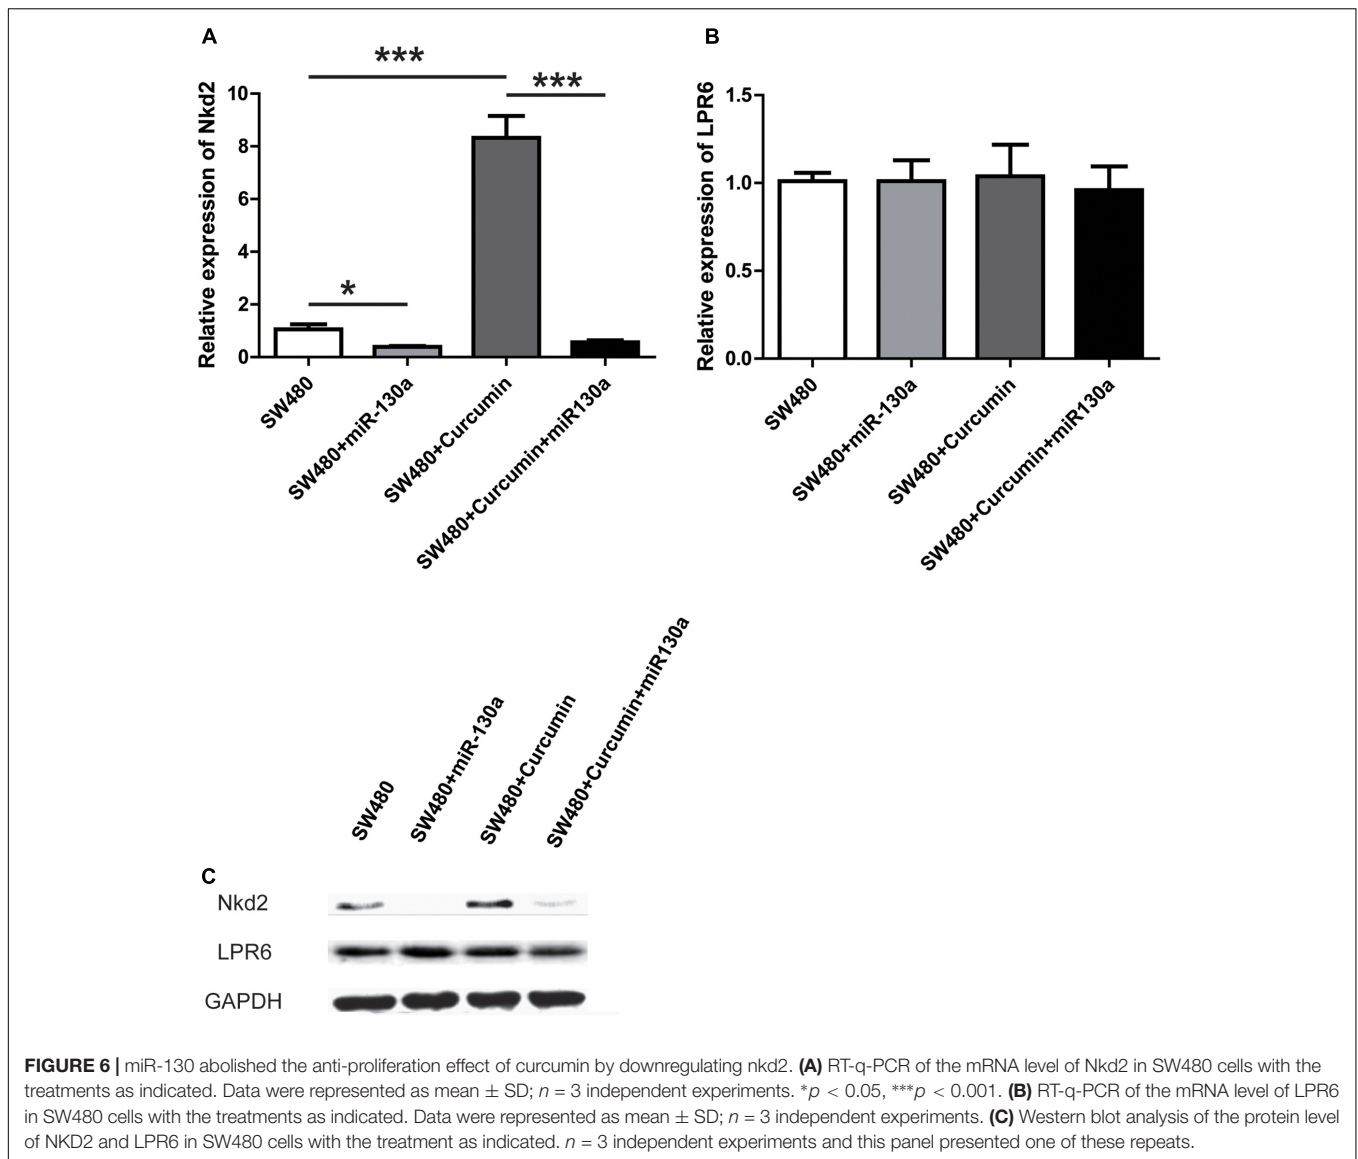 A
***
***
10
8
6
4
2
0
*
Relative expression of Nkd2
SW480
SW480+miR-130a
SW480+Curcumin
SW480+Curcumin+miR130a
B
1.5
1.0
0.5
0.0
Relative expression of LPR6
SW480
SW480+miR-130a
SW480+Curcumin
SW480+Curcumin+miR130a
SW480
SW480+miR-130a
SW480+Curcumin
SW480+Curcumin+miR130a
C
Nkd2
LPR6
GAPDH
FIGURE 6 | miR-130 abolished the anti-proliferation effect of curcumin by downregulating nkd2. (A) RT-q-PCR of the mRNA level of Nkd2 in SW480 cells with the
treatments as indicated. Data were represented as mean ± SD; n = 3 independent experiments. *p < 0.05, ***p < 0.001. (B) RT-q-PCR of the mRNA level of LPR6
in SW480 cells with the treatments as indicated. Data were represented as mean ± SD; n = 3 independent experiments. (C) Western blot analysis of the protein level
of NKD2 and LPR6 in SW480 cells with the treatment as indicated. n = 3 independent experiments and this panel presented one of these repeats.